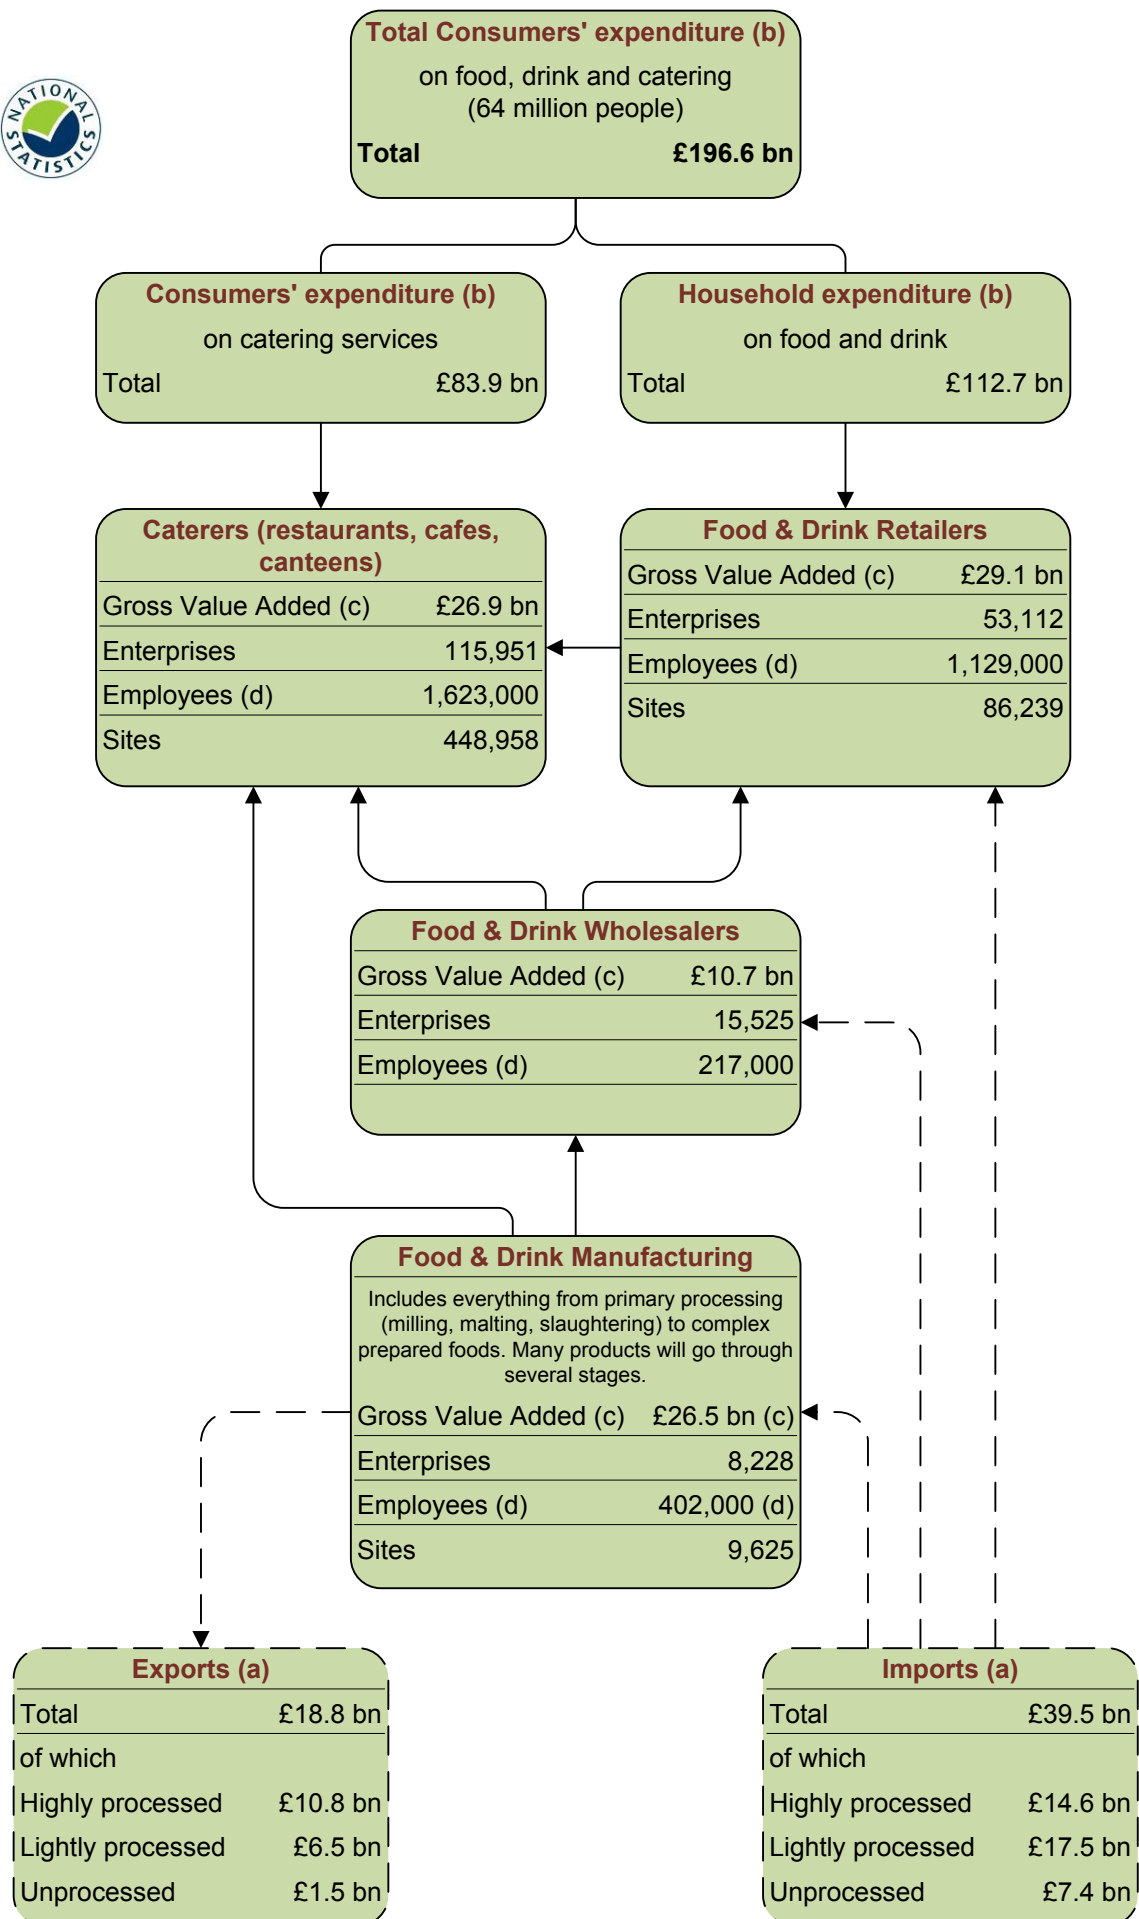 Total Consumers' expenditure (b)
on food, drink and catering
(64 million people)
Total £196.6 bn
NATIONAL STATISTICS
Consumers' expenditure (b)
on catering services
Total £83.9 bn
Household expenditure (b)
on food and drink
Total £112.7 bn
Caterers (restaurants, cafes,
canteens)
Gross Value Added (c) £26.9 bn
Enterprises 115,951
Employees (d) 1,623,000
Sites 448,958
Food & Drink Retailers
Gross Value Added (c) £29.1 bn
Enterprises 53,112
Employees (d) 1,129,000
Sites 86,239
Food & Drink Wholesalers
Gross Value Added (c) £10.7 bn
Enterprises 15,525
Employees (d) 217,000
Food & Drink Manufacturing
Includes everything from primary processing
(milling, malting, slaughtering) to complex
prepared foods. Many products will go through
several stages.
Gross Value Added (c) £26.5 bn (c)
Enterprises 8,228
Employees (d) 402,000 (d)
Sites 9,625
Exports (a)
Total £18.8 bn
of which
Highly processed £10.8 bn
Lightly processed £6.5 bn
Unprocessed £1.5 bn
Imports (a)
Total £39.5 bn
of which
Highly processed £14.6 bn
Lightly processed £17.5 bn
Unprocessed £7.4 bn